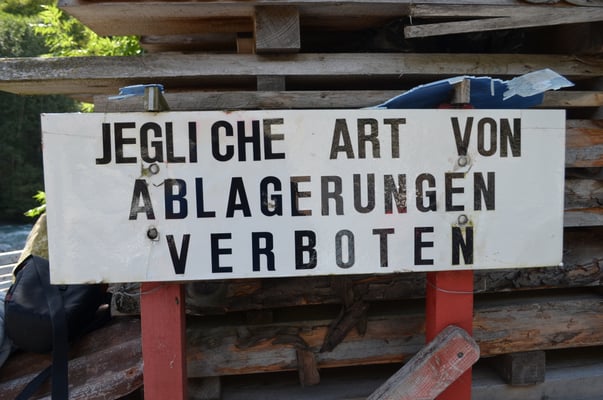 JEGLICHE ART VON
ABLAGERUNGEN
VERBOTEN